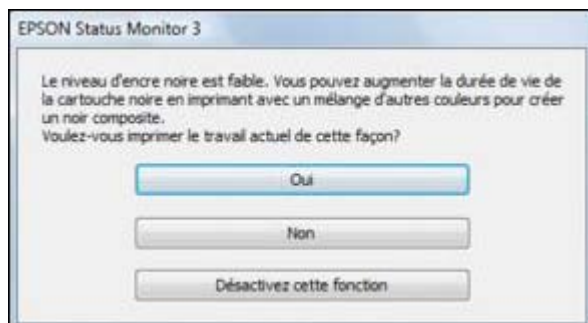 EPSON Status Monitor 3
Le niveau d'encre noire est faible. Vous pouvez augmenter la durée de vie de
la cartouche noire en imprimant avec un mélange d'autres couleurs pour créer
un noir composite.
Voulez-vous imprimer le travail actuel de cette façon?
Oui
Non
Désactivez cette fonction